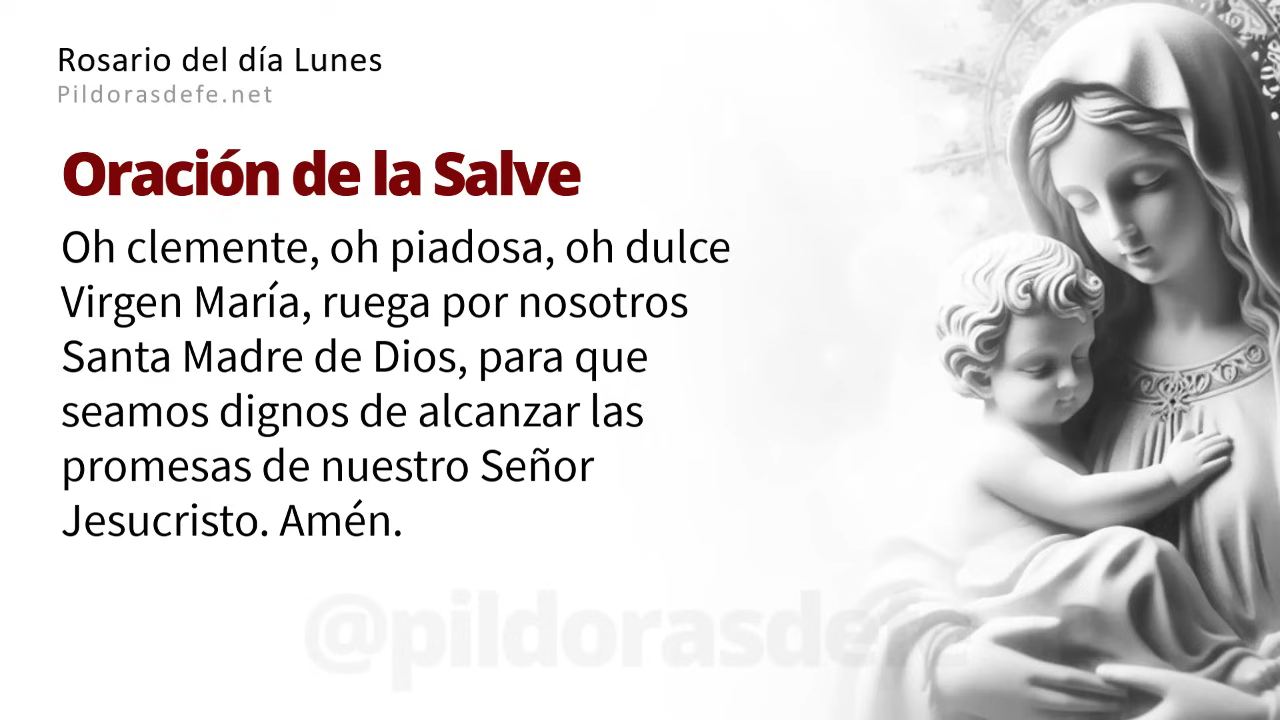 Rosario del día Lunes
Pildorasdefe.net
Oración de la Salve
Oh clemente, oh piadosa, oh dulce
Virgen María, ruega por nosotros
Santa Madre de Dios, para que
seamos dignos de alcanzar las
promesas de nuestro Señor
Jesucristo. Amén.
@pildorasdefe